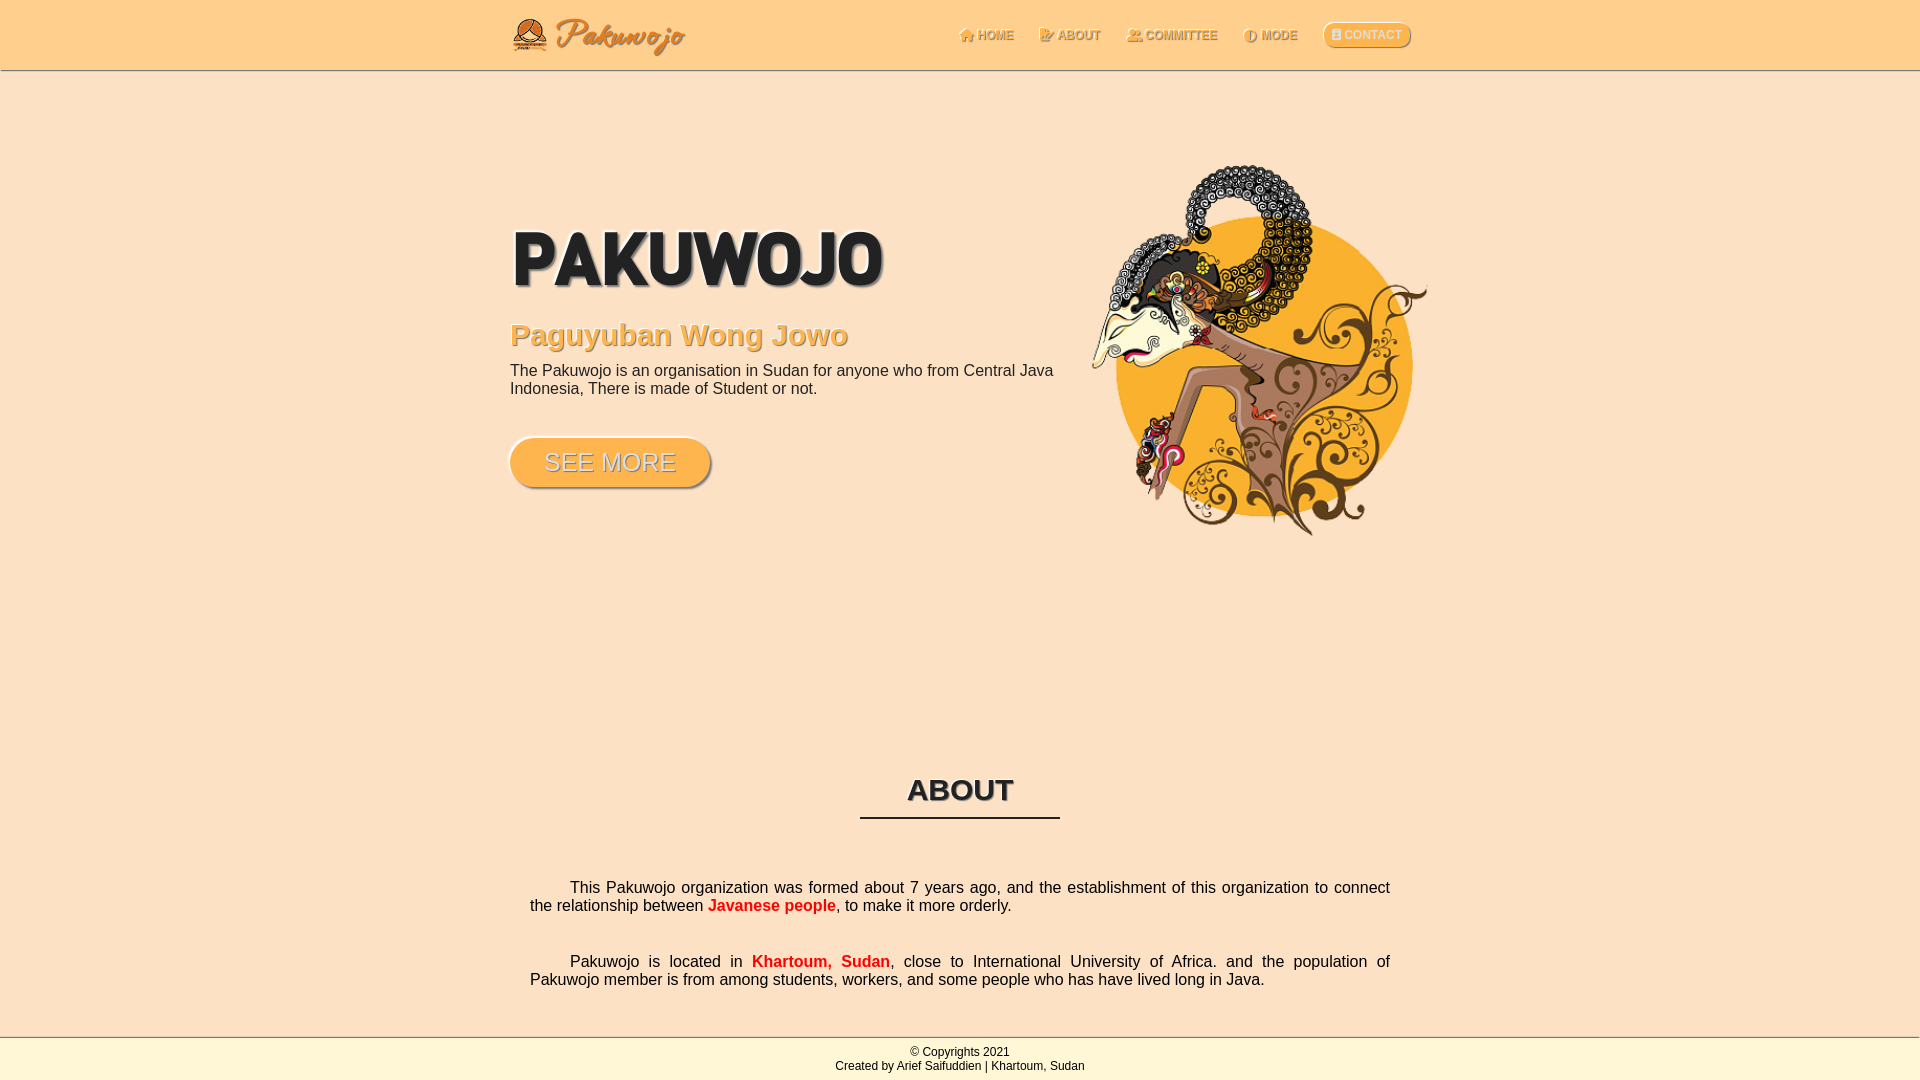 Pakuwojo
HOME
ABOUT
COMMITTEE
MODE
CONTACT
PAKUWOJO
Paguyuban Wong Jowo
The Pakuwojo is an organisation in Sudan for anyone who from Central Java
Indonesia, There is made of Student or not.
SEE MORE
ABOUT
This Pakuwojo organization was formed about 7 years ago, and the establishment of this organization to connect
the relationship between Javanese people, to make it more orderly.
Pakuwojo is located in Khartoum, Sudan, close to International University of Africa. and the population of
Pakuwojo member is from among students, workers, and some people who has have lived long in Java.
© Copyrights 2021
Created by Arief Saifuddien | Khartoum, Sudan